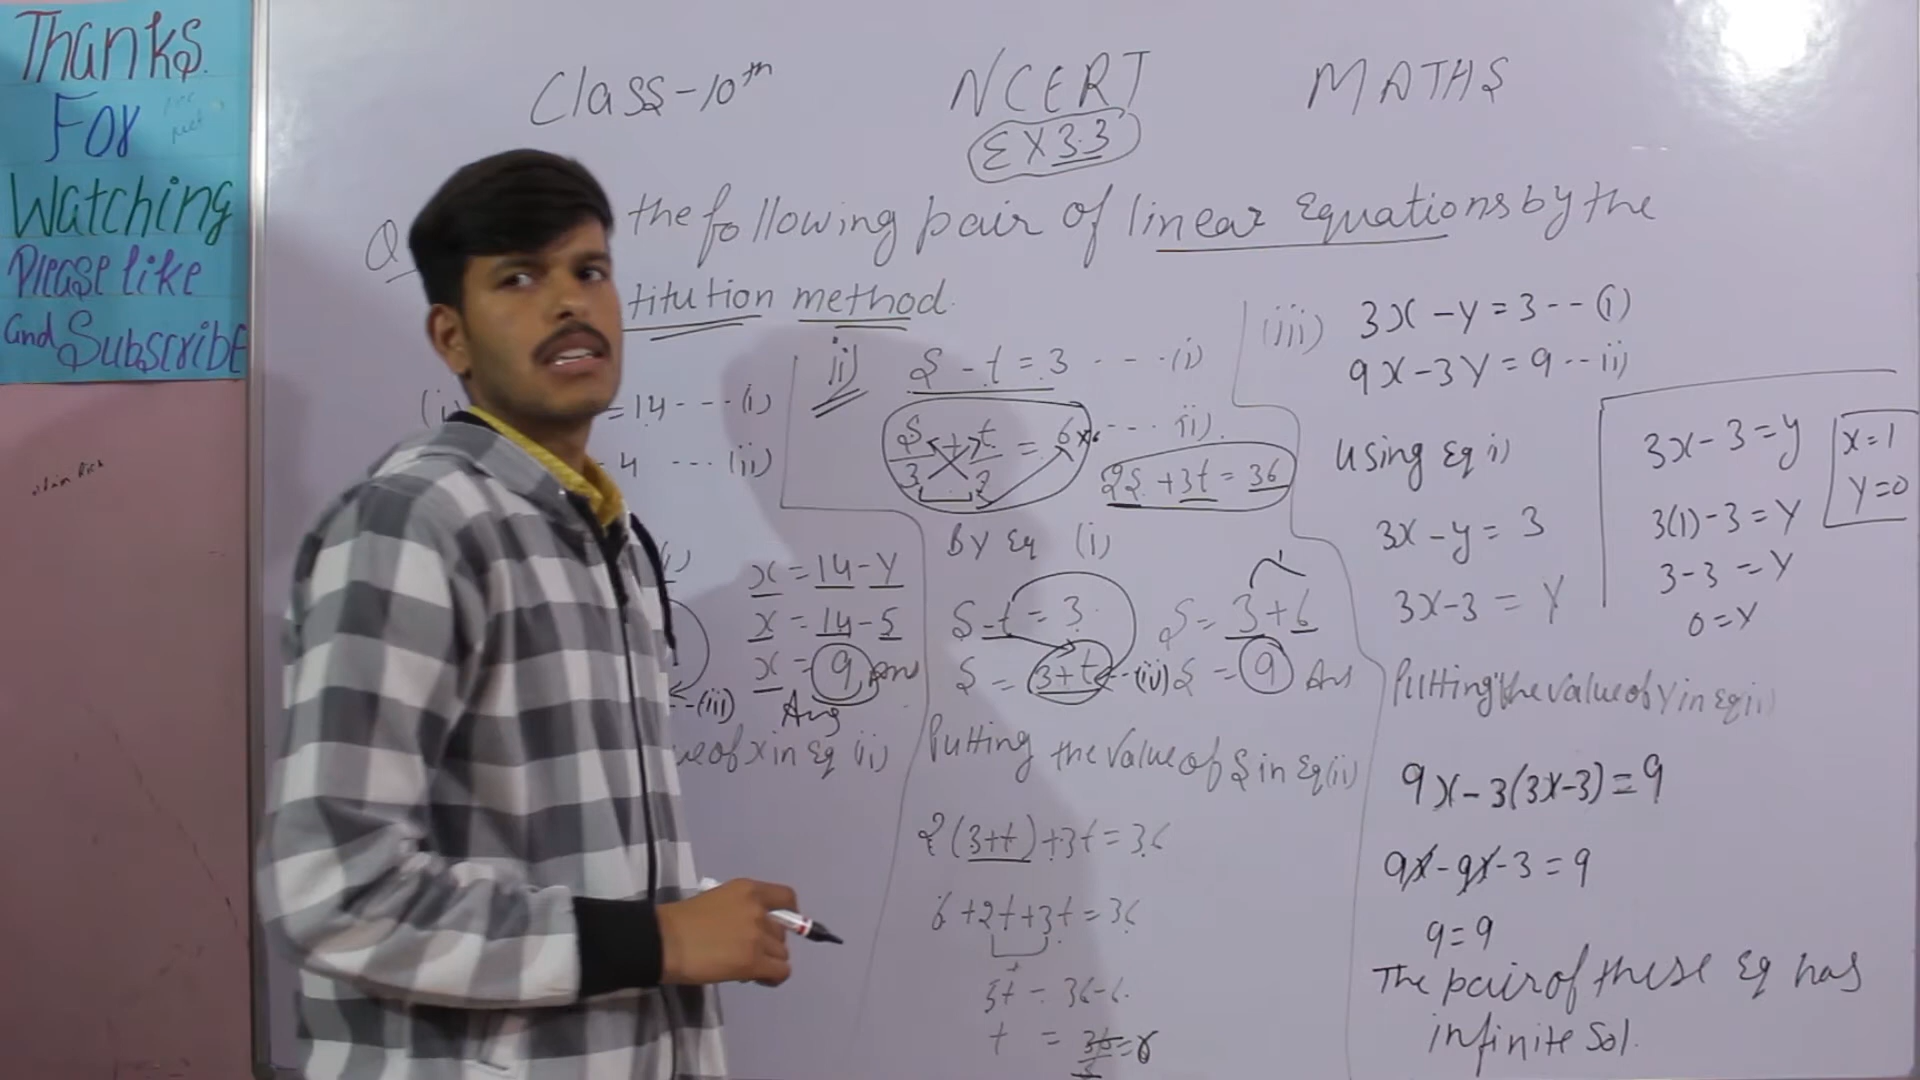 Thanks
For
Watching
Please like
and Subscribe
Class-10th NCERT MATHS
EX 3.3
Q the following pair of linear Equations by the
titution method.
(i) =14 --- (i)
-4 ... (ii)
x = 14-y
x = 14-5
x = 9 Ans
Ans
--(iii)
ue of x in Eq ii)
ii) S - t = 3 ---- (i)
S/3 + t/2 = 6 ---- ii).
2S + 3t = 36
By Eq (i)
S-t = 3
S = 3+t --(iv)
S = 3+6
S = 9 Ans
Putting the value of S in Eq(ii)
2(3+t)+3t=36
6+2t+3t=36
5t = 36-6
(iii) 3x-y=3--(i)
9x-3y=9--ii)
Using Eq i)
3x-y=3
3x-3=y
Putting the value of y in Eq ii)
9x-3(3x-3)=9
9x-9x-3=9
9=9
The pair of these Eq has
infinite Sol.
3x-3=y
3(1)-3=y
3-3=y
0=y
x=1
y=0